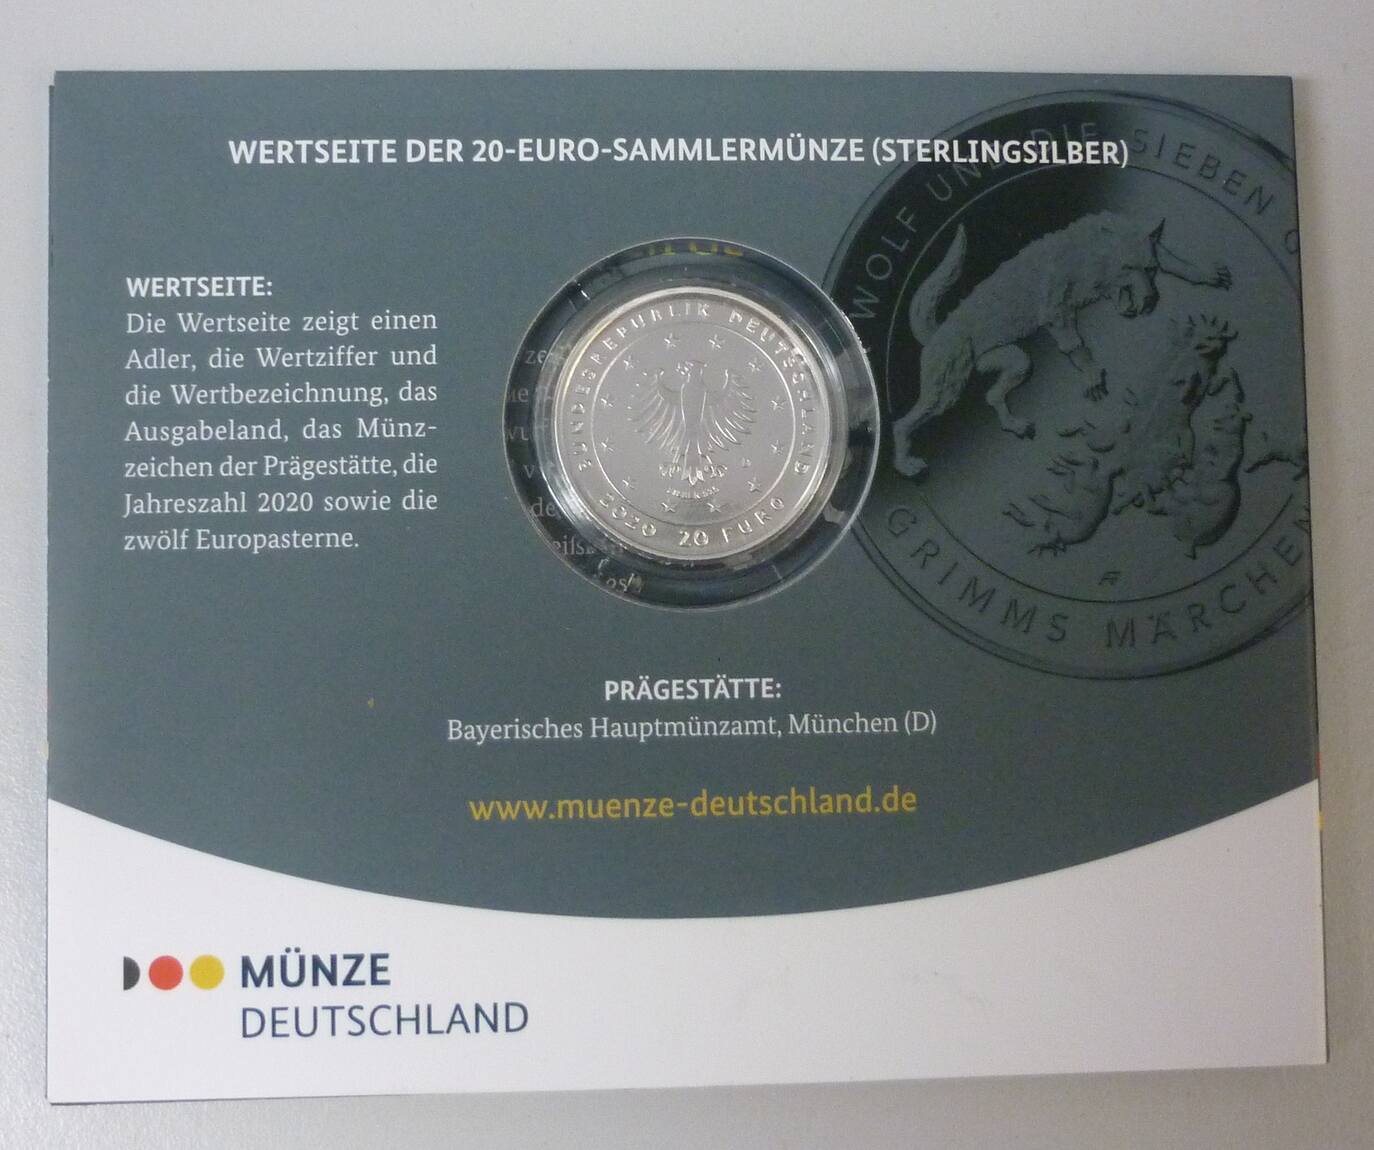 WERTSEITE DER 20-EURO-SAMMLERMÜNZE (STERLINGSILBER)
WERTSEITE:
Die Wertseite zeigt einen
Adler, die Wertziffer und
die Wertbezeichnung, das
Ausgabeland, das Münz-
zeichen der Prägestätte, die
Jahreszahl 2020 sowie die
zwölf Europasterne.
BUNDESREPUBLIK DEUTSCHLAND
2020 20 EURO
WOLF UND DIE SIEBEN
GRIMMS MÄRCHEN
PRÄGESTÄTTE:
Bayerisches Hauptmünzamt, München (D)
www.muenze-deutschland.de
MÜNZE
DEUTSCHLAND